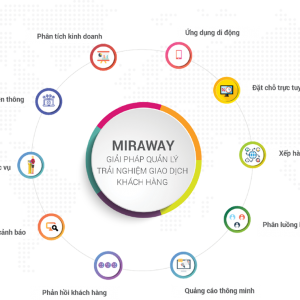 Phân tích kinh doanh
Ứng dụng di động
Đặt chỗ trực tuy
Xếp hà
Phân luồng
Quảng cáo thông minh
Phản hồi khách hàng
cảnh báo
vụ
n thông
MIRAWAY
GIẢI PHÁP QUẢN LÝ
TRẢI NGHIỆM GIAO DỊCH
KHÁCH HÀNG